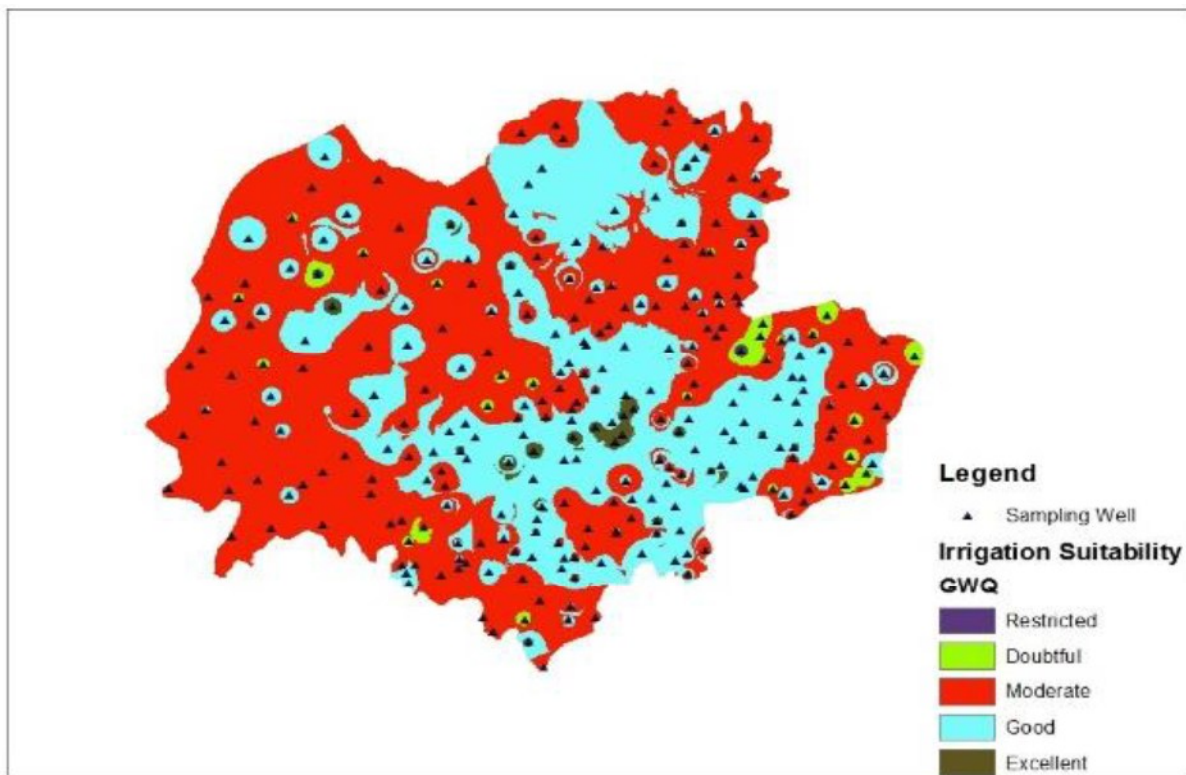 Legend
Sampling Well
Irrigation Suitability
GWQ
Restricted
Doubtful
Moderate
Good
Excellent